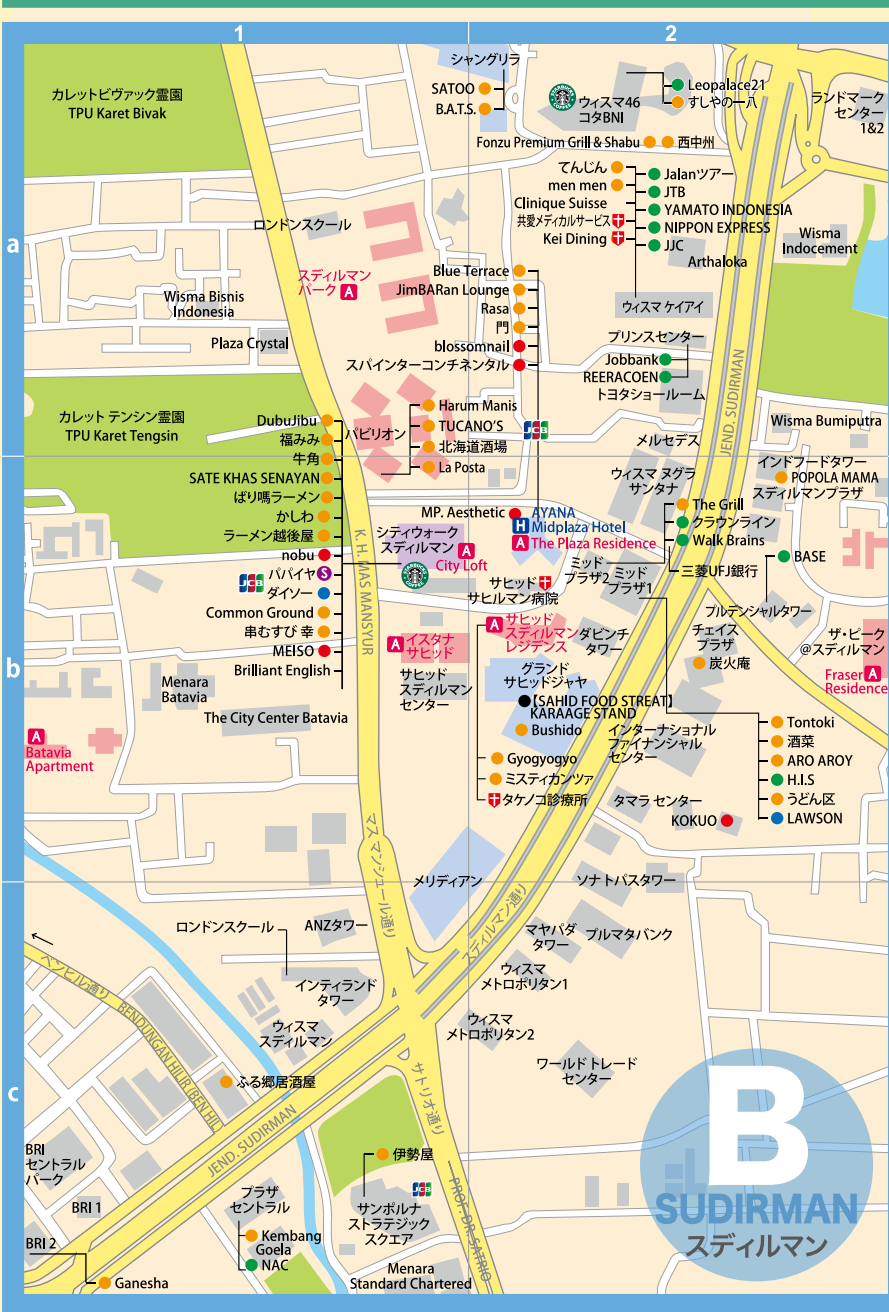 1
2
a
b
c
カレットビヴァック霊園
TPU Karet Bivak
シャングリラ
SATOO
B.A.T.S.
STARBUCKS
COFFEE
ウィスマ46
コタBNI
Leopalace21
すしやの一八
ランドマーク
センター
1&2
Fonzu Premium Grill & Shabu
西中州
てんじん
men men
Clinique Suisse
共愛メディカルサービス
Kei Dining
Jalanツアー
JTB
YAMATO INDONESIA
NIPPON EXPRESS
JJC
Arthaloka
Wisma
Indocement
ウィスマ ケイアイ
ロンドンスクール
スディルマン
パーク A
Wisma Bisnis
Indonesia
Plaza Crystal
Blue Terrace
JimBARan Lounge
Rasa
門
blossomnail
スパインターコンチネンタル
プリンスセンター
Jobbank
REERACOEN
トヨタショールーム
JEND. SUDIRMAN
カレット テンシン霊園
TPU Karet Tengsin
DubuJibu
福みみ
牛角
SATE KHAS SENAYAN
ばり嗎ラーメン
かしわ
ラーメン越後屋
nobu
パパイヤ S
JCB
ダイソー
Common Ground
串むすび 幸
MEISO
Brilliant English
パビリオン
Harum Manis
TUCANO'S
北海道酒場
La Posta
JCB
メルセデス
Wisma Bumiputra
インドフードタワー
POPOLA MAMA
スディルマンプラザ
ウィスマ ヌグラ
サンタナ
The Grill
クラウンライン
Walk Brains
三菱UFJ銀行
BASE
MP. Aesthetic
AYANA
H Midplaza Hotel
A The Plaza Residence
シティウォーク
スディルマン
A
City Loft
STARBUCKS
COFFEE
K. H. MAS MANSYUR
サヒッド
サヒルマン病院
ミッド
プラザ2
ミッド
プラザ1
プルデンシャルタワー
A サヒッド
スディルマン
レジデンス
ダビンチ
タワー
チェイス
プラザ
炭火庵
ザ・ピーク
@スディルマン
Fraser A
Residence
A イスタナ
サヒッド
サヒッド
スディルマン
センター
グランド
サヒッドジャヤ
【SAHID FOOD STREAT】
KARAAGE STAND
Bushido
Gyogyogyo
ミスティカンツァ
タケノコ診療所
インターナショナル
ファイナンシャル
センター
Tontoki
酒菜
ARO AROY
H.I.S
うどん区
LAWSON
タマラ センター
KOKUO
Menara
Batavia
The City Center Batavia
A
Batavia
Apartment
マス マンシュール通り
メリディアン
スディルマン通り
ソナトパスタワー
ロンドンスクール
ANZタワー
マヤパダ
タワー
プルマタバンク
ウィスマ
メトロポリタン1
インティランド
タワー
ウィスマ
スディルマン
ウィスマ
メトロポリタン2
ワールド トレード
センター
←
ベンヒル通り
BENDUNGAN HILIR (BEN HIL)
ふる郷居酒屋
JEND. SUDIRMAN
サトリオ通り
PROF. DR. SATRIO
BRI
セントラル
パーク
BRI 1
BRI 2
Ganesha
プラザ
セントラル
Kembang
Goela
NAC
伊勢屋
JCB
サンポルナ
ストラテジック
スクエア
Menara
Standard Chartered
B
SUDIRMAN
スディルマン